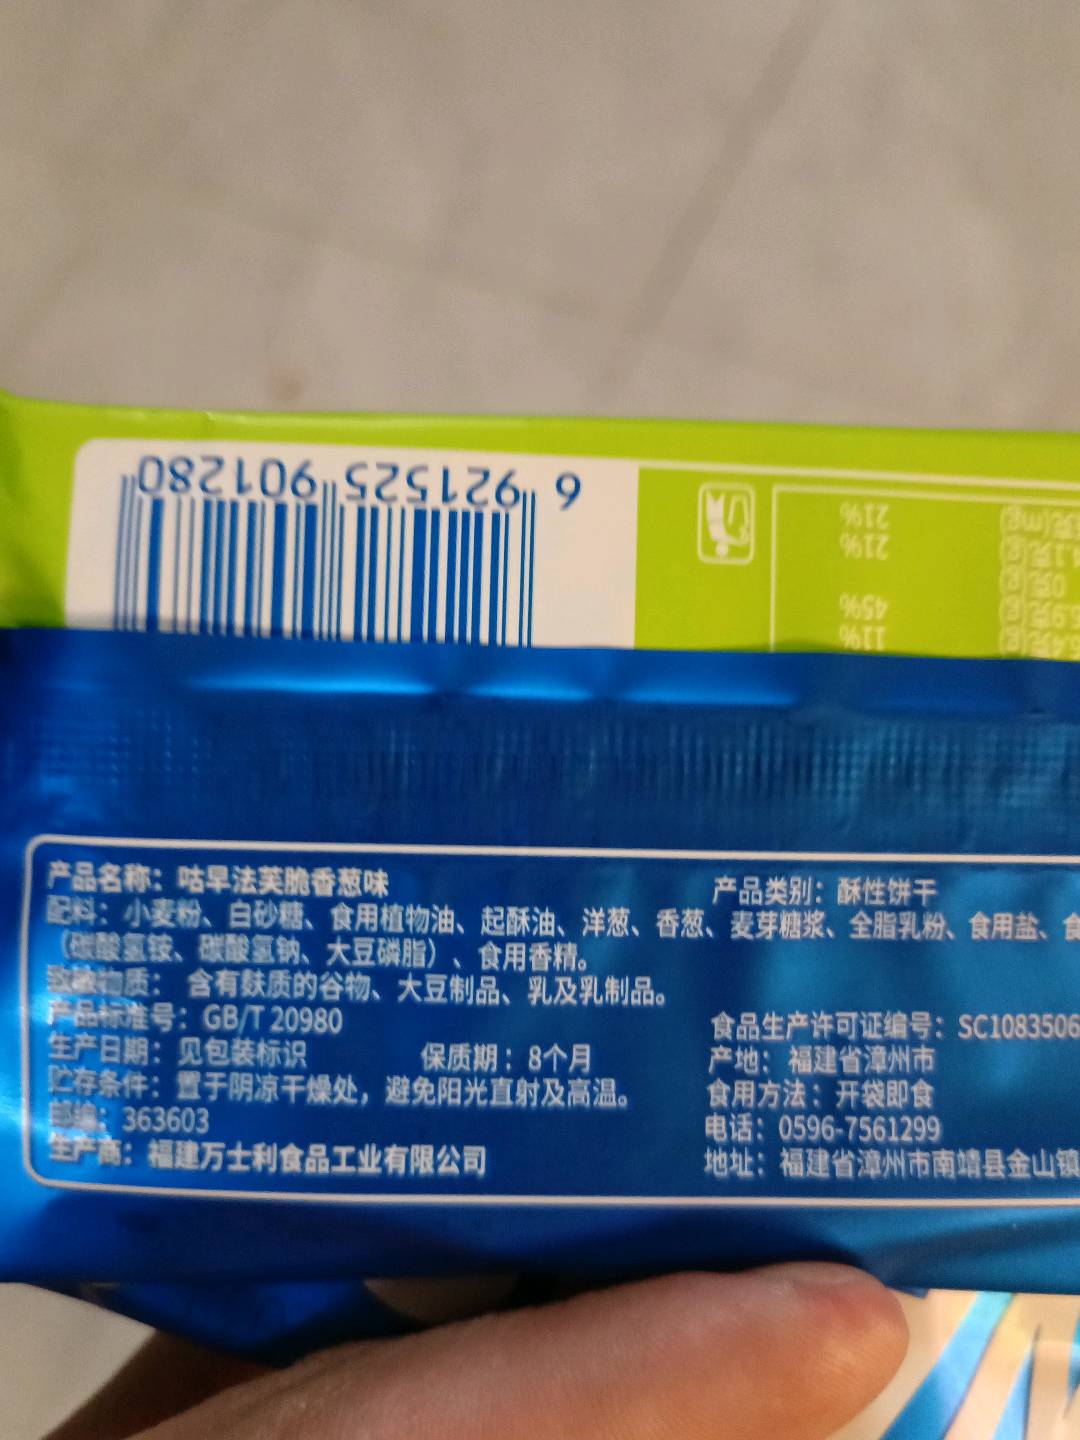 6 921525 901280
21%
21%
45%
11%
产品名称：咕早法芙脆香葱味
产品类别：酥性饼干
配料：小麦粉、白砂糖、食用植物油、起酥油、洋葱、香葱、麦芽糖浆、全脂乳粉、食用盐、食
（碳酸氢铵、碳酸氢钠、大豆磷脂）、食用香精。
致敏物质：含有麸质的谷物、大豆制品、乳及乳制品。
产品标准号：GB/T 20980
食品生产许可证编号：SC1083506
生产日期：见包装标识
保质期：8个月
产地：福建省漳州市
贮存条件：置于阴凉干燥处，避免阳光直射及高温。
食用方法：开袋即食
邮编：363603
电话：0596-7561299
生产商：福建万士利食品工业有限公司
地址：福建省漳州市南靖县金山镇